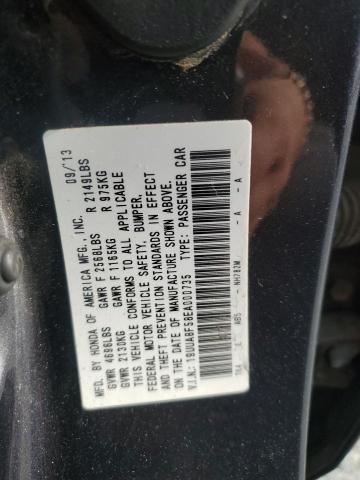 MFD. BY HONDA OF AMERICA MFG., INC. 09/13
GVWR 4696LBS GAWR F 2568LBS R 2149LBS
GVWR 2130KG GAWR F 1165KG R 975KG
THIS VEHICLE CONFORMS TO ALL APPLICABLE
FEDERAL MOTOR VEHICLE SAFETY, BUMPER,
AND THEFT PREVENTION STANDARDS IN EFFECT
ON THE DATE OF MANUFACTURE SHOWN ABOVE.
V.I.N.: 19UUA8F58EA000735 TYPE: PASSENGER CAR
NH782M - A - A